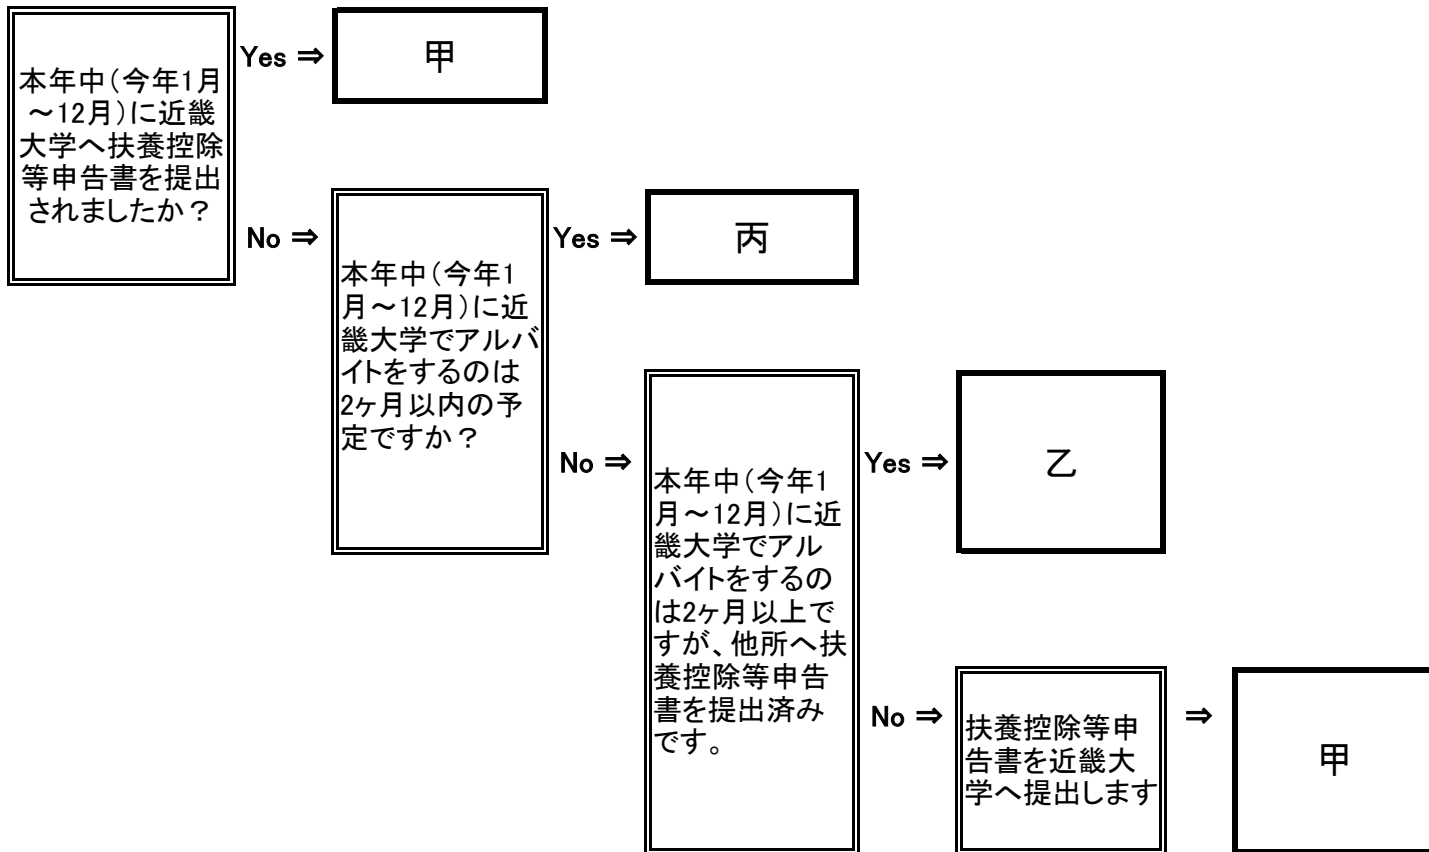 本年中(今年1月
～12月)に近畿
大学へ扶養控除
等申告書を提出
されましたか？
Yes ⇒
甲
No ⇒
本年中(今年1
月～12月)に近
畿大学でアルバ
イトをするのは
2ヶ月以内の予
定ですか？
Yes ⇒
丙
No ⇒
本年中(今年1
月～12月)に近
畿大学でアル
バイトをするの
は2ヶ月以上で
すが、他所へ扶
養控除等申告
書を提出済み
です。
Yes ⇒
乙
No ⇒
扶養控除等申
告書を近畿大
学へ提出します
⇒
甲